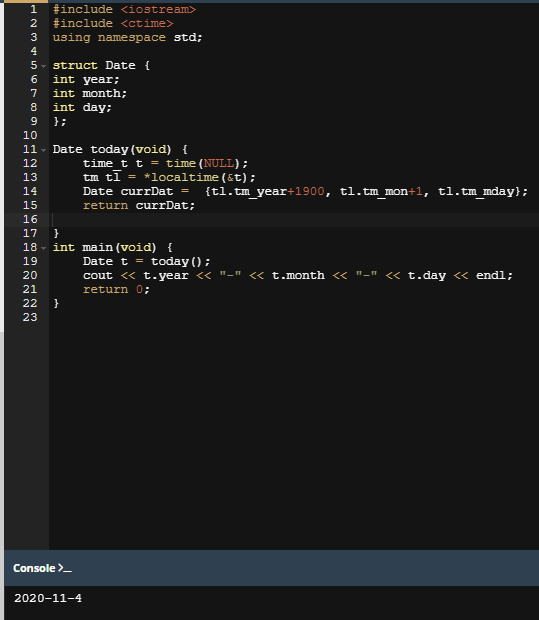 1 #include <iostream>
2 #include <ctime>
3 using namespace std;
4
5 struct Date {
6 int year;
7 int month;
8 int day;
9 };
10
11 Date today(void) {
12 time_t t = time(NULL);
13 tm tl = *localtime(&t);
14 Date currDat =  {tl.tm_year+1900, tl.tm_mon+1, tl.tm_mday};
15 return currDat;
16
17 }
18 int main(void) {
19 Date t = today();
20 cout << t.year << "-" << t.month << "-" << t.day << endl;
21 return 0;
22 }
23
Console >_
2020-11-4